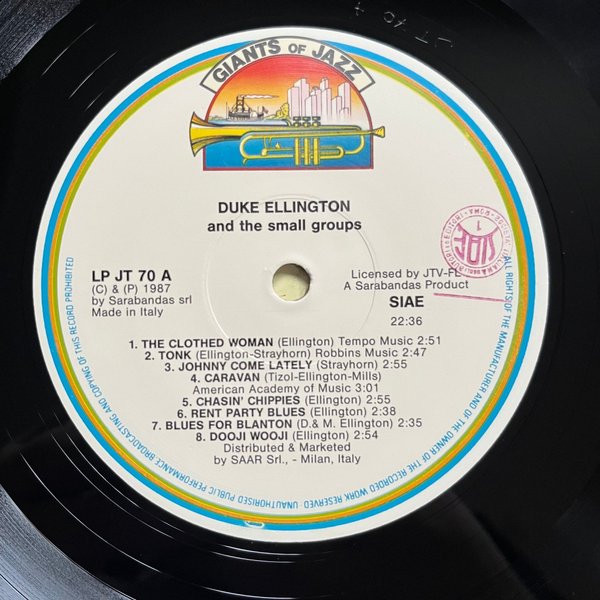 GIANTS OF JAZZ
DUKE ELLINGTON
and the small groups
LP JT 70 A
(C) & (P) 1987
by Sarabandas srl
Made in Italy
Licensed by JTV-FL
A Sarabandas Product
SIAE
22:36
1. THE CLOTHED WOMAN (Ellington) Tempo Music 2:51
2. TONK (Ellington-Strayhorn) Robbins Music 2:47
3. JOHNNY COME LATELY (Strayhorn) 2:55
4. CARAVAN (Tizol-Ellington-Mills)
American Academy of Music 3:01
5. CHASIN' CHIPPIES (Ellington) 2:55
6. RENT PARTY BLUES (Ellington) 2:38
7. BLUES FOR BLANTON (D.& M. Ellington) 2:35
8. DOOJI WOOJI (Ellington) 2:54
Distributed & Marketed
by SAAR Srl., - Milan, Italy
ALL RIGHTS OF THE MANUFACTURER AND OF THE OWNER OF THE RECORDED WORK RESERVED - UNAUTHORISED PUBLIC PERFORMANCE BROADCASTING AND COPYING OF THIS RECORD PROHIBITED